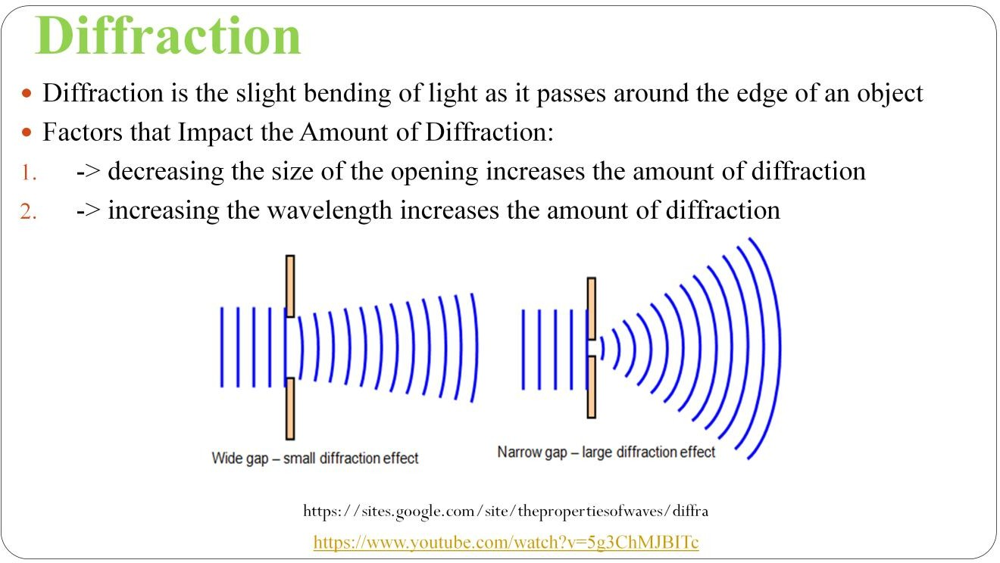 Diffraction
• Diffraction is the slight bending of light as it passes around the edge of an object
• Factors that Impact the Amount of Diffraction:
1. -> decreasing the size of the opening increases the amount of diffraction
2. -> increasing the wavelength increases the amount of diffraction
Wide gap – small diffraction effect
Narrow gap – large diffraction effect
https://sites.google.com/site/thepropertiesofwaves/diffra
https://www.youtube.com/watch?v=5g3ChMJBITc